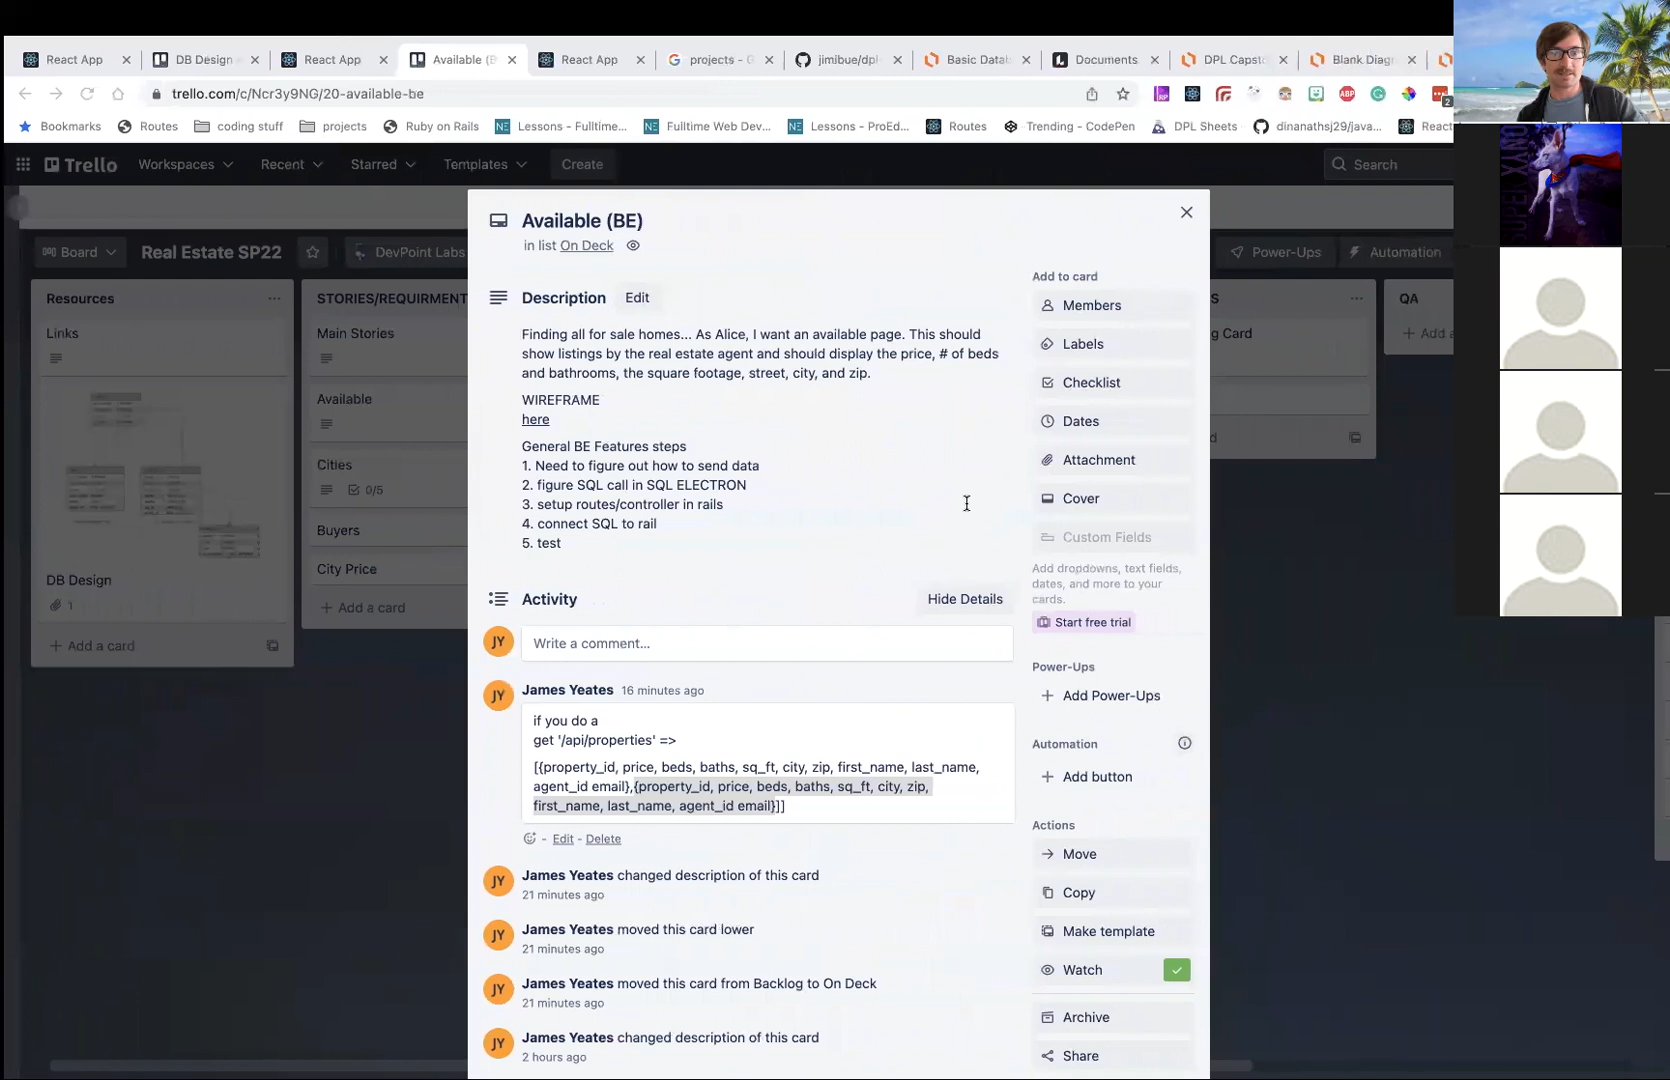 React App
DB Design
React App
Available (B
React App
projects - G
jimibue/dpl
Basic Datab
Documents
DPL Capst
Blank Diag
trello.com/c/Ncr3y9NG/20-available-be
2
Bookmarks
Routes
coding stuff
projects
Ruby on Rails
Lessons - Fulltime...
Fulltime Web Dev...
Lessons - ProEd...
Routes
Trending - CodePen
DPL Sheets
dinanathsj29/java...
React
Trello
Workspaces
Recent
Starred
Templates
Create
Search
Board
Real Estate SP22
DevPoint Labs
Power-Ups
Automation
Resources
Links
DB Design
1
+ Add a card
STORIES/REQUIRMENT
Main Stories
Available
Cities
0/5
Buyers
City Price
+ Add a card
Available (BE)
in list On Deck
Description
Edit
Finding all for sale homes... As Alice, I want an available page. This should
show listings by the real estate agent and should display the price, # of beds
and bathrooms, the square footage, street, city, and zip.
WIREFRAME
here
General BE Features steps
1. Need to figure out how to send data
2. figure SQL call in SQL ELECTRON
3. setup routes/controller in rails
4. connect SQL to rail
5. test
Activity
Hide Details
JY
Write a comment...
JY
James Yeates 16 minutes ago
if you do a
get '/api/properties' =>
[{property_id, price, beds, baths, sq_ft, city, zip, first_name, last_name,
agent_id email},{property_id, price, beds, baths, sq_ft, city, zip,
first_name, last_name, agent_id email}]]
- Edit - Delete
JY
James Yeates changed description of this card
21 minutes ago
JY
James Yeates moved this card lower
21 minutes ago
JY
James Yeates moved this card from Backlog to On Deck
21 minutes ago
JY
James Yeates changed description of this card
2 hours ago
Add to card
Members
Labels
Checklist
Dates
Attachment
Cover
Custom Fields
Add dropdowns, text fields,
dates, and more to your
cards.
Start free trial
Power-Ups
+ Add Power-Ups
Automation
+ Add button
Actions
Move
Copy
Make template
Watch
Archive
Share
S
ng Card
d
QA
+ Add a
SUPER